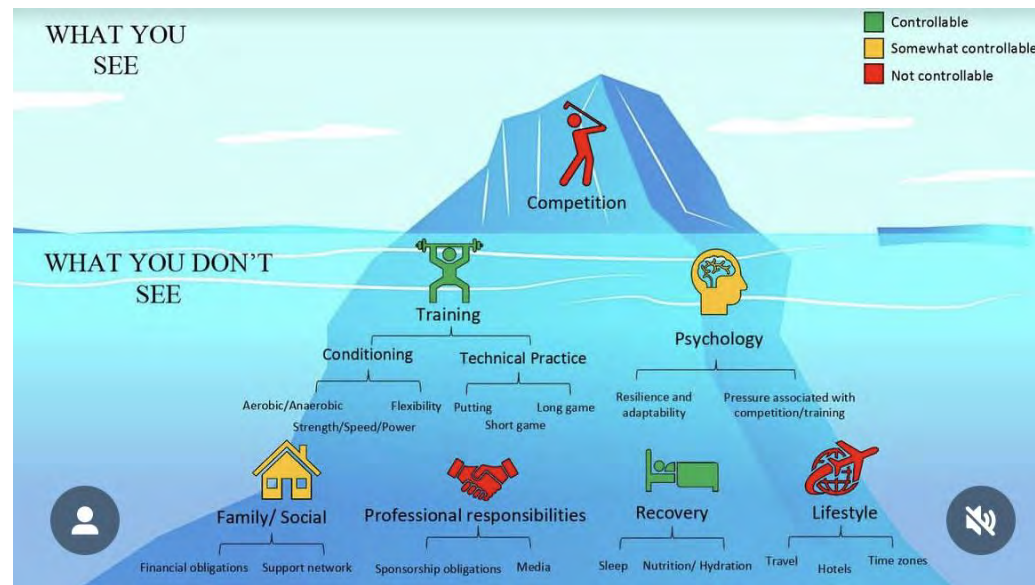 WHAT YOU
SEE
Controllable
Somewhat controllable
Not controllable
Competition
WHAT YOU DON'T
SEE
Training
Psychology
Conditioning
Technical Practice
Aerobic/Anaerobic
Flexibility
Strength/Speed/Power
Putting
Long game
Short game
Resilience and
adaptability
Pressure associated with
competition/training
Family/ Social
Professional responsibilities
Recovery
Lifestyle
Financial obligations
Support network
Sponsorship obligations
Media
Sleep
Nutrition/ Hydration
Travel
Hotels
Time zones